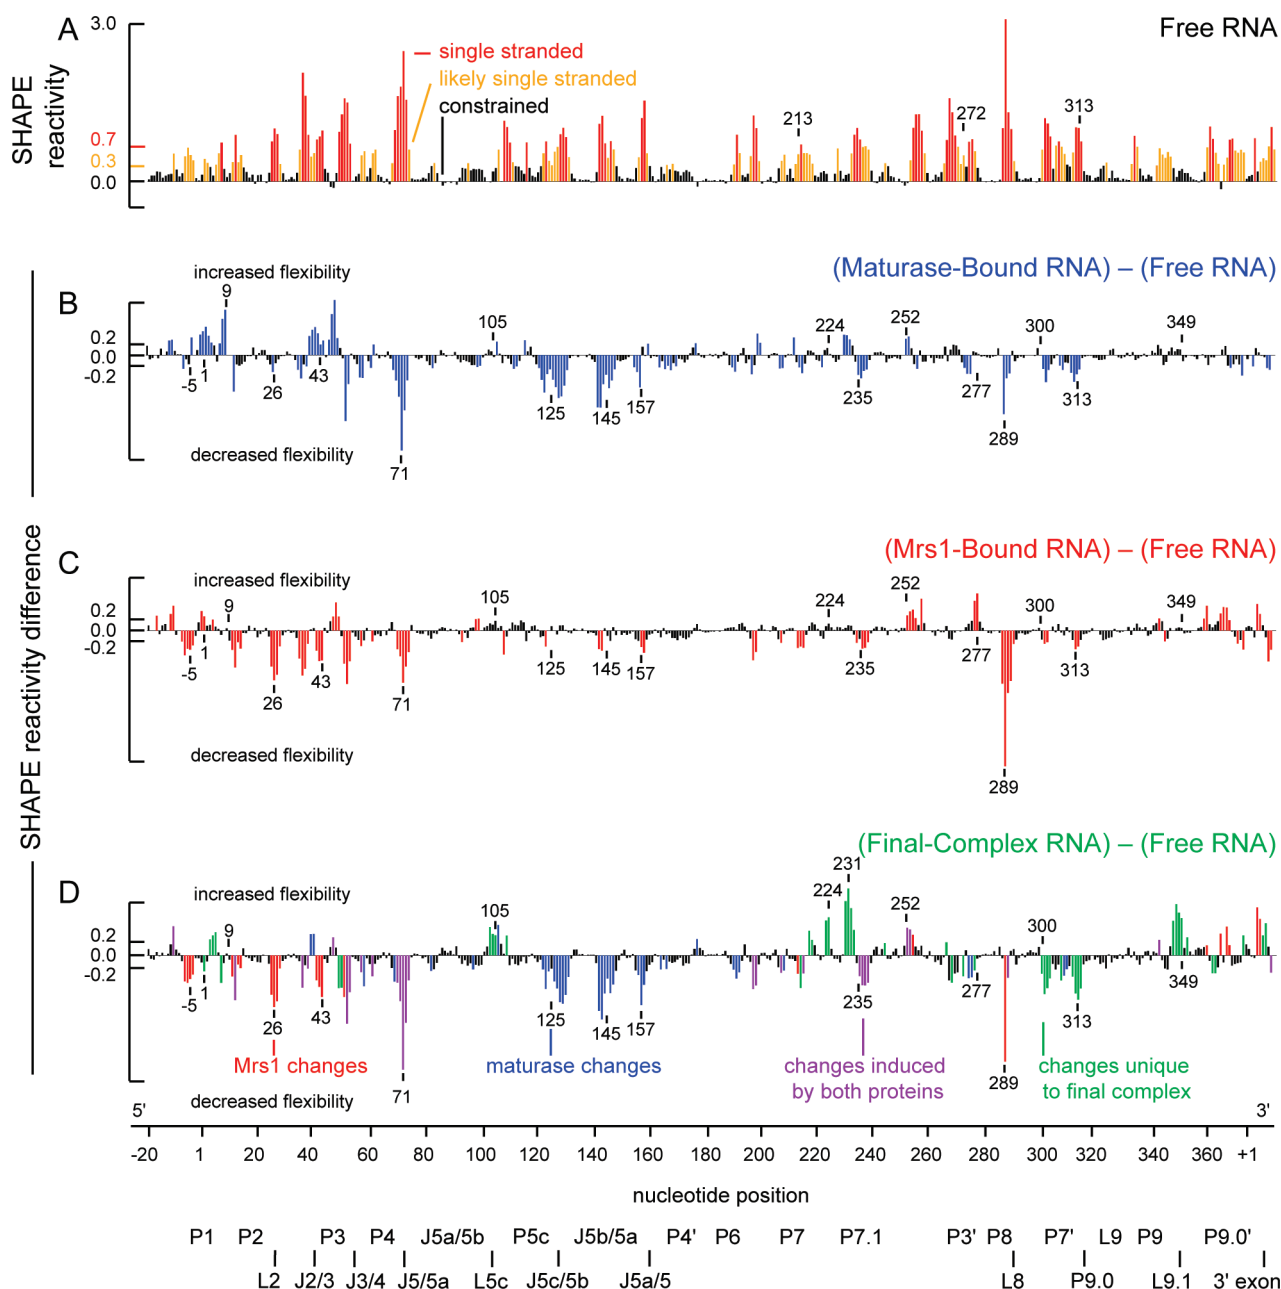 A
Free RNA
SHAPE
reactivity
3.0
0.7
0.3
0.0
single stranded
likely single stranded
constrained
213
272
313
B
(Maturase-Bound RNA) – (Free RNA)
increased flexibility
decreased flexibility
0.2
0.0
-0.2
-5
1
9
26
43
71
105
125
145
157
224
235
252
277
289
300
313
349
SHAPE reactivity difference
C
(Mrs1-Bound RNA) – (Free RNA)
increased flexibility
decreased flexibility
0.2
0.0
-0.2
-5
1
9
26
43
71
105
125
145
157
224
235
252
277
289
300
313
349
D
(Final-Complex RNA) – (Free RNA)
increased flexibility
decreased flexibility
0.2
0.0
-0.2
-5
1
9
26
43
71
105
125
145
157
224
231
235
252
277
289
300
313
349
Mrs1 changes
maturase changes
changes induced
by both proteins
changes unique
to final complex
5'
3'
-20 1 20 40 60 80 100 120 140 160 180 200 220 240 260 280 300 320 340 360 +1
nucleotide position
P1 P2 P3 P4 J5a/5b P5c J5b/5a P4' P6 P7 P7.1 P3' P8 P7' L9 P9 P9.0'
L2 J2/3 J3/4 J5/5a L5c J5c/5b J5a/5 L8 P9.0 L9.1 3' exon